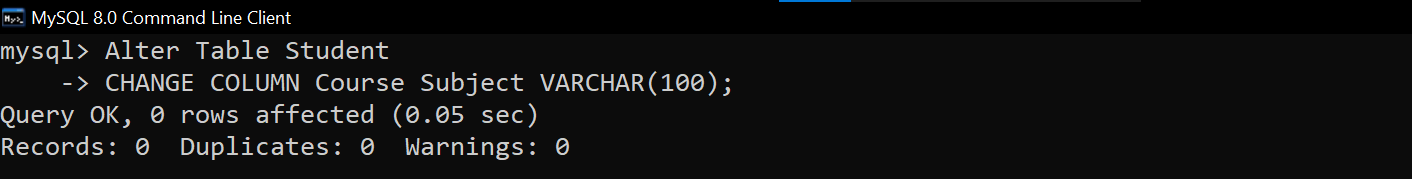 MySQL 8.0 Command Line Client
mysql> Alter Table Student
    -> CHANGE COLUMN Course Subject VARCHAR(100);
Query OK, 0 rows affected (0.05 sec)
Records: 0  Duplicates: 0  Warnings: 0